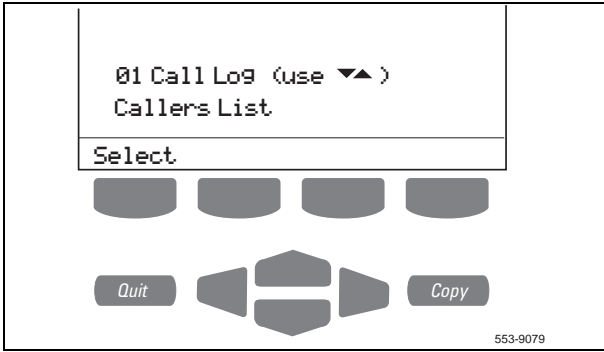 01 Call Log (use ▼▲)
Callers List
Select
Quit
Copy
553-9079